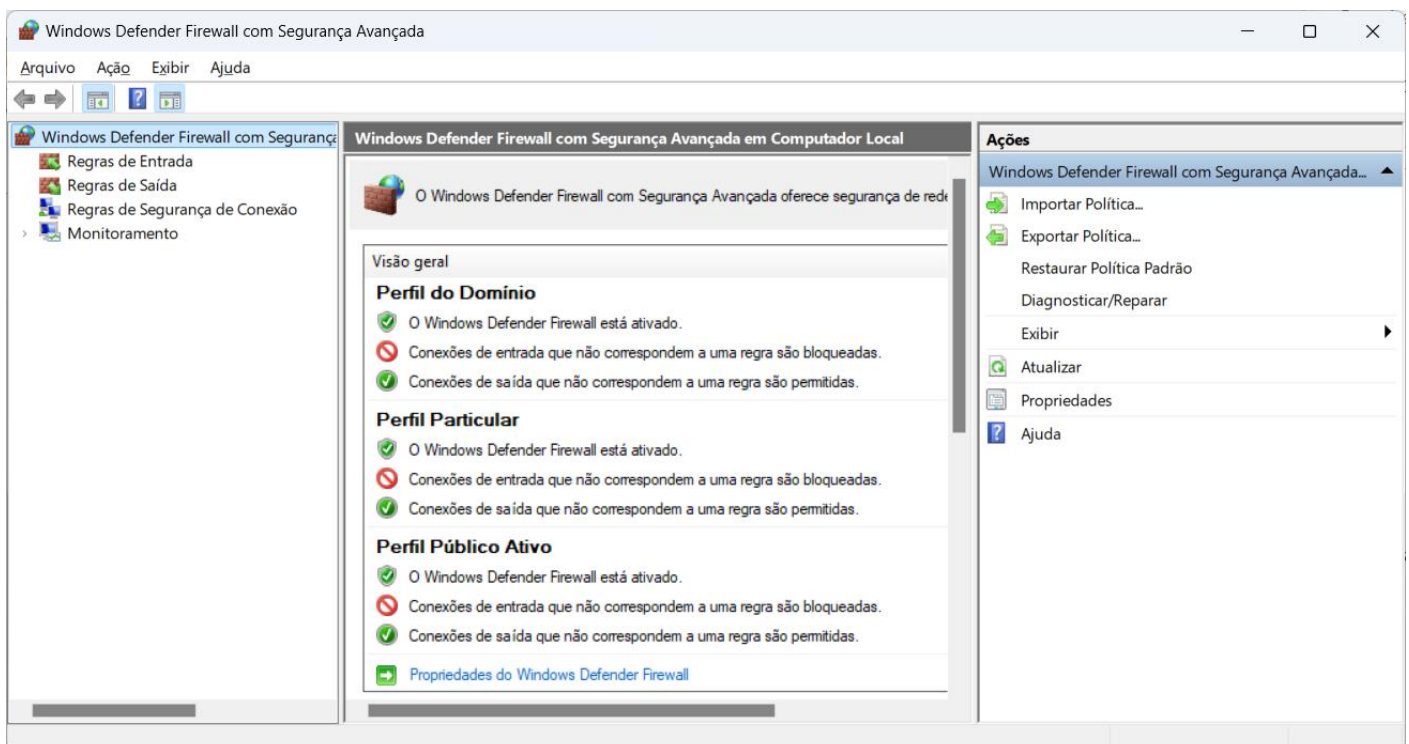 Windows Defender Firewall com Segurança Avançada
Arquivo Ação Exibir Ajuda
Windows Defender Firewall com Segurança
Regras de Entrada
Regras de Saída
Regras de Segurança de Conexão
Monitoramento
Windows Defender Firewall com Segurança Avançada em Computador Local
O Windows Defender Firewall com Segurança Avançada oferece segurança de rede
Visão geral
Perfil do Domínio
O Windows Defender Firewall está ativado.
Conexões de entrada que não correspondem a uma regra são bloqueadas.
Conexões de saída que não correspondem a uma regra são permitidas.
Perfil Particular
O Windows Defender Firewall está ativado.
Conexões de entrada que não correspondem a uma regra são bloqueadas.
Conexões de saída que não correspondem a uma regra são permitidas.
Perfil Público Ativo
O Windows Defender Firewall está ativado.
Conexões de entrada que não correspondem a uma regra são bloqueadas.
Conexões de saída que não correspondem a uma regra são permitidas.
Propriedades do Windows Defender Firewall
Ações
Windows Defender Firewall com Segurança Avançada...
Importar Política...
Exportar Política...
Restaurar Política Padrão
Diagnosticar/Reparar
Exibir
Atualizar
Propriedades
Ajuda